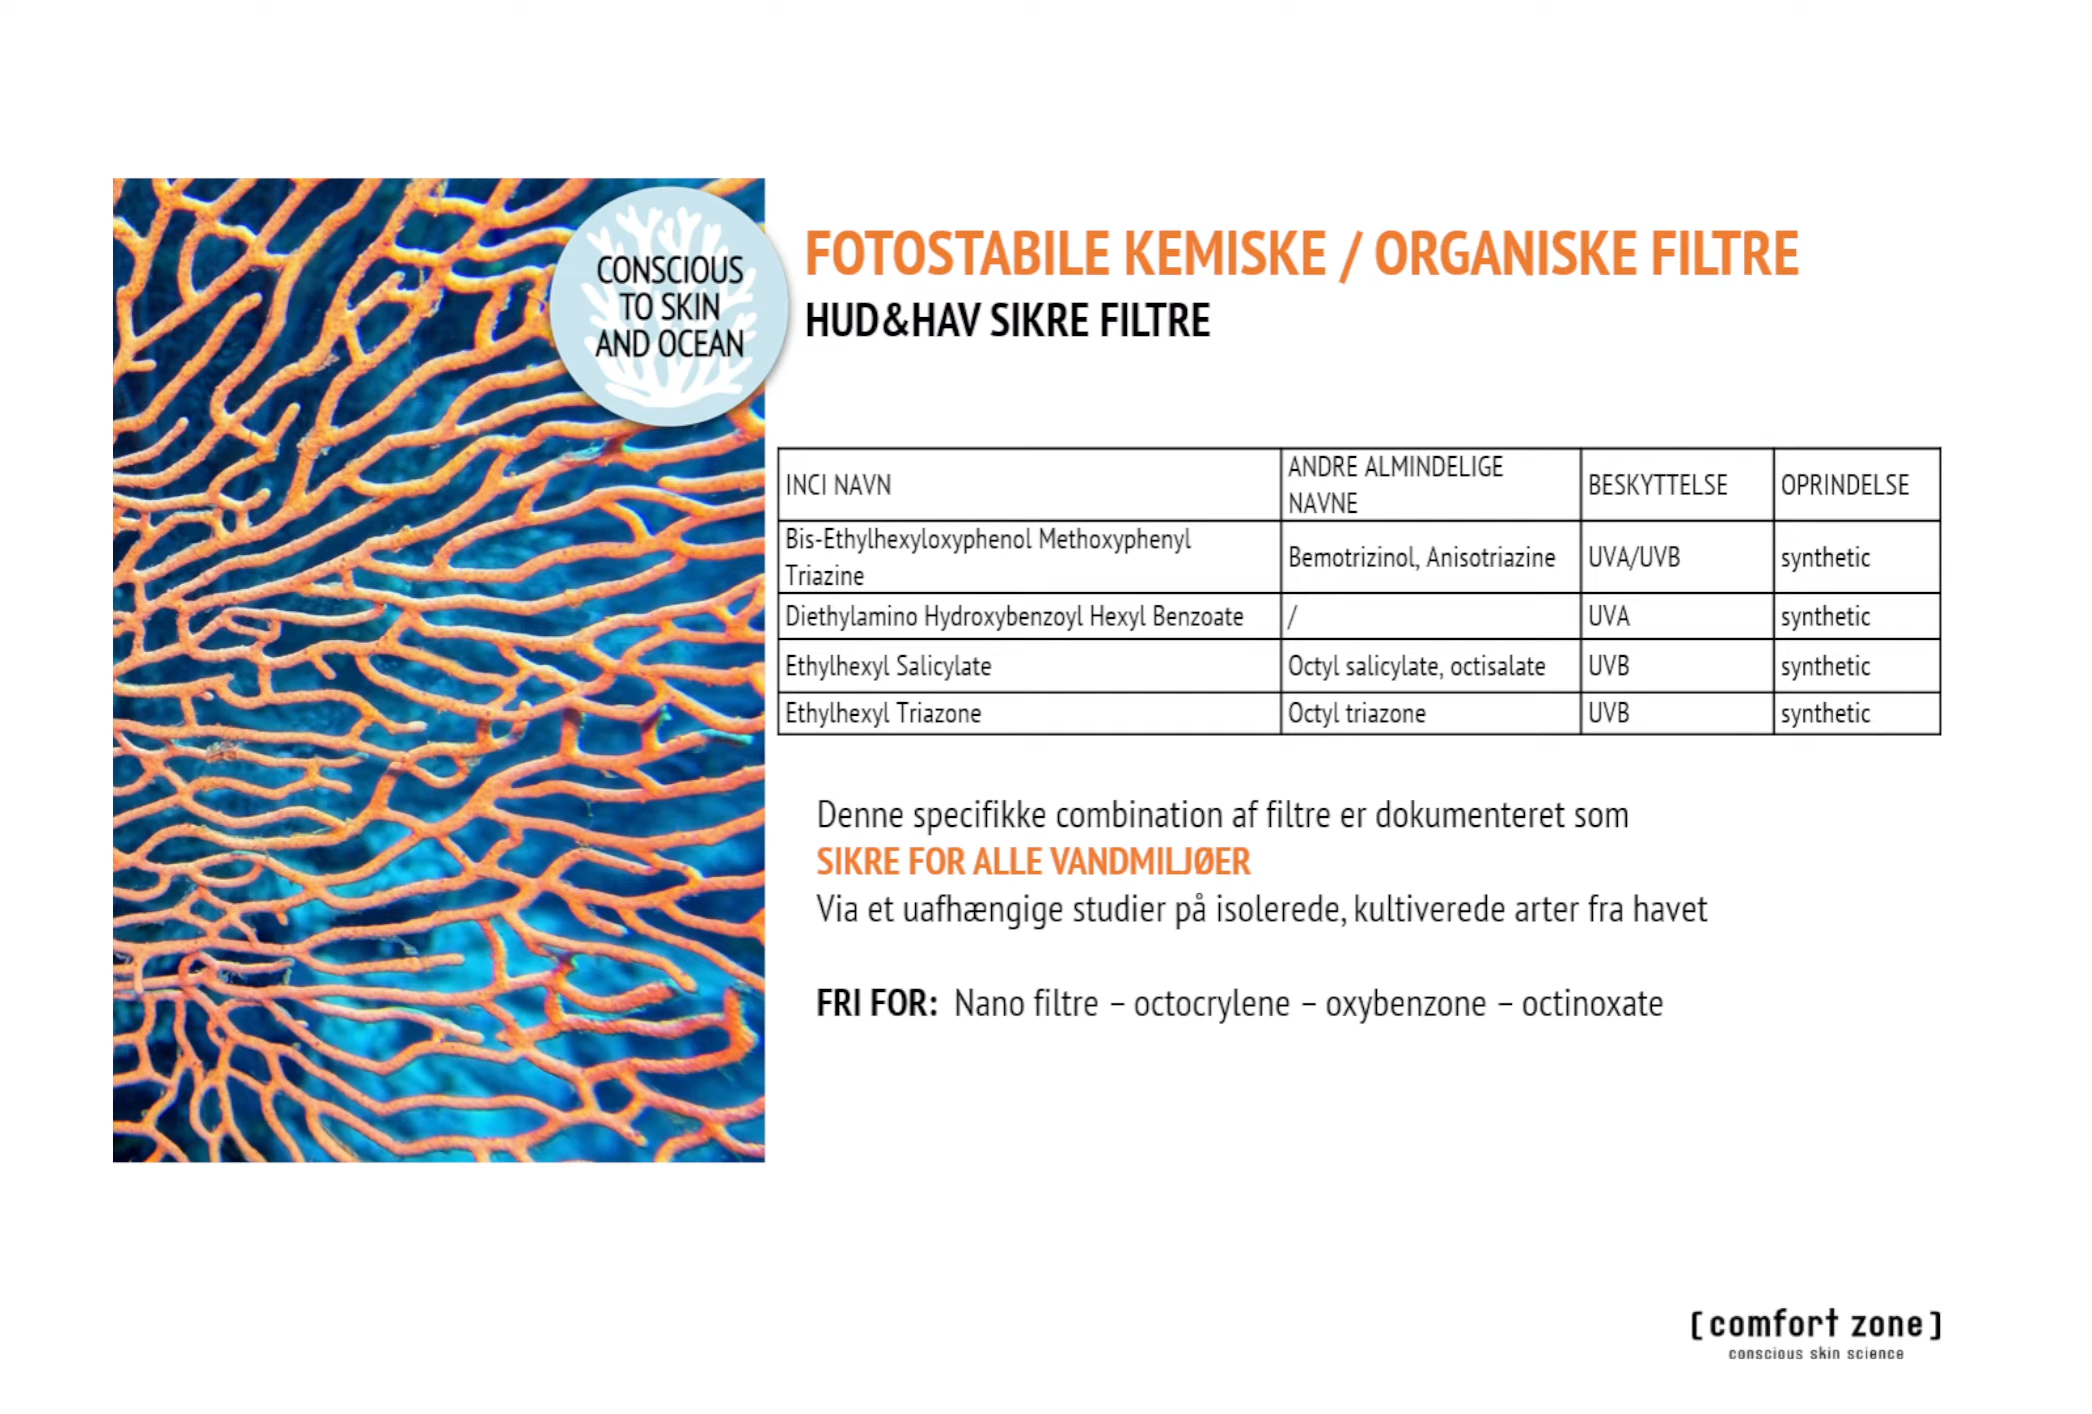 CONSCIOUS
TO SKIN
AND OCEAN
FOTOSTABILE KEMISKE / ORGANISKE FILTRE
HUD&HAV SIKRE FILTRE
INCI NAVN	ANDRE ALMINDELIGE NAVNE	BESKYTTELSE	OPRINDELSE
Bis-Ethylhexyloxyphenol Methoxyphenyl Triazine	Bemotrizinol, Anisotriazine	UVA/UVB	synthetic
Diethylamino Hydroxybenzoyl Hexyl Benzoate	/	UVA	synthetic
Ethylhexyl Salicylate	Octyl salicylate, octisalate	UVB	synthetic
Ethylhexyl Triazone	Octyl triazone	UVB	synthetic
Denne specifikke combination af filtre er dokumenteret som
SIKRE FOR ALLE VANDMILJØER
Via et uafhængige studier på isolerede, kultiverede arter fra havet
FRI FOR: Nano filtre – octocrylene – oxybenzone – octinoxate
[comfort zone]
conscious skin science